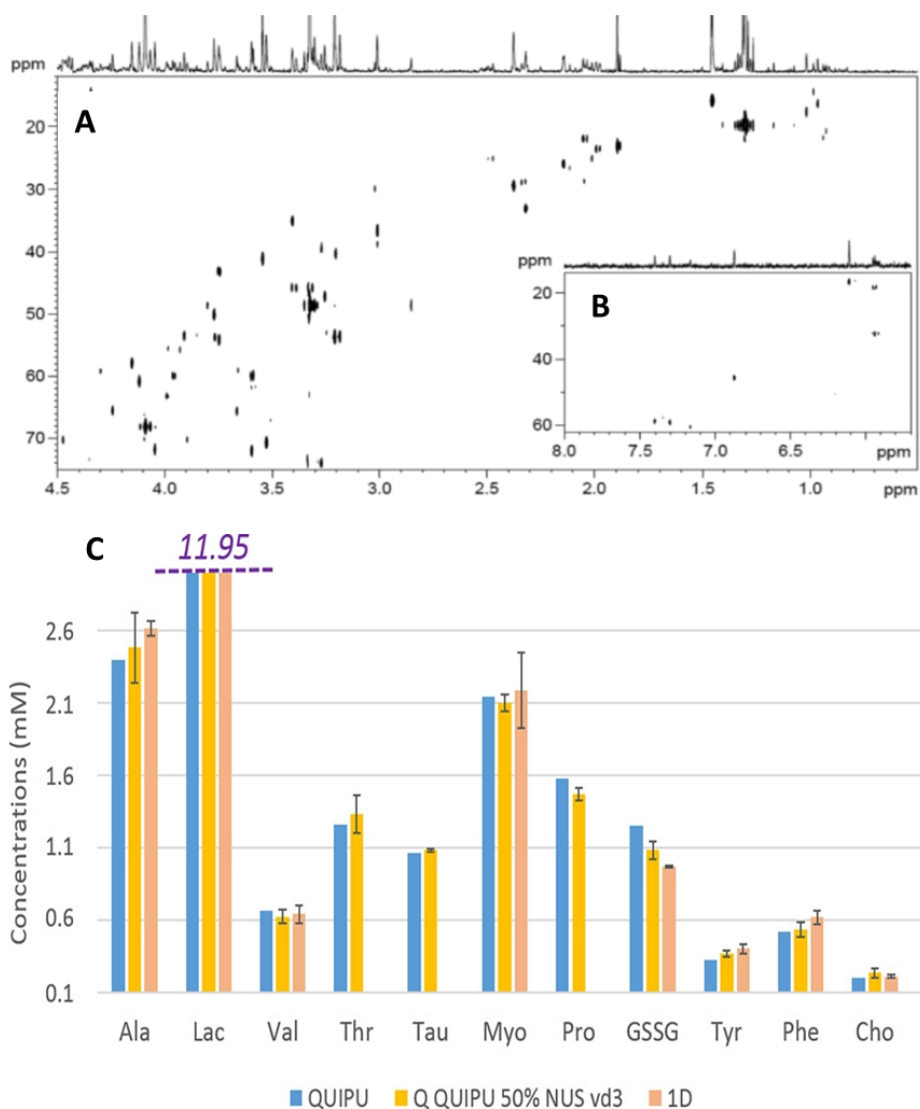 ppm
A
20
30
40
50
60
70
4.5 4.0 3.5 3.0 2.5 2.0 1.5 1.0 ppm
ppm
B
20
40
60
8.0 7.5 7.0 6.5 ppm
C
11.95
Concentrations (mM)
2.6
2.1
1.6
1.1
0.6
0.1
Ala Lac Val Thr Tau Myo Pro GSSG Tyr Phe Cho
QUIPU Q QUIPU 50% NUS vd3 1D